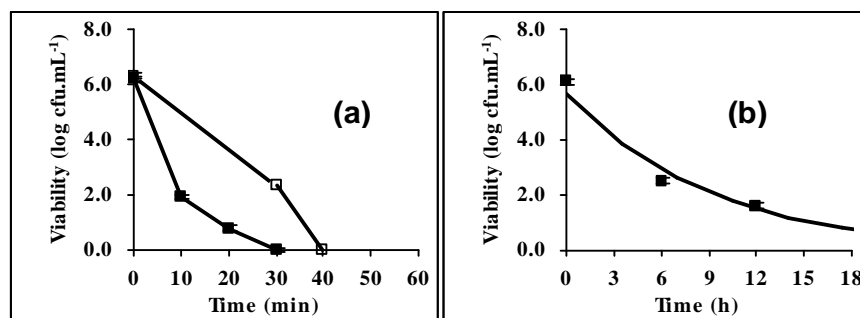 8.0
6.0
4.0
2.0
0.0
Viability (log cfu.mL-1)
(a)
0 10 20 30 40 50 60
Time (min)
8.0
6.0
4.0
2.0
0.0
Viability (log cfu.mL-1)
(b)
0 3 6 9 12 15 18
Time (h)